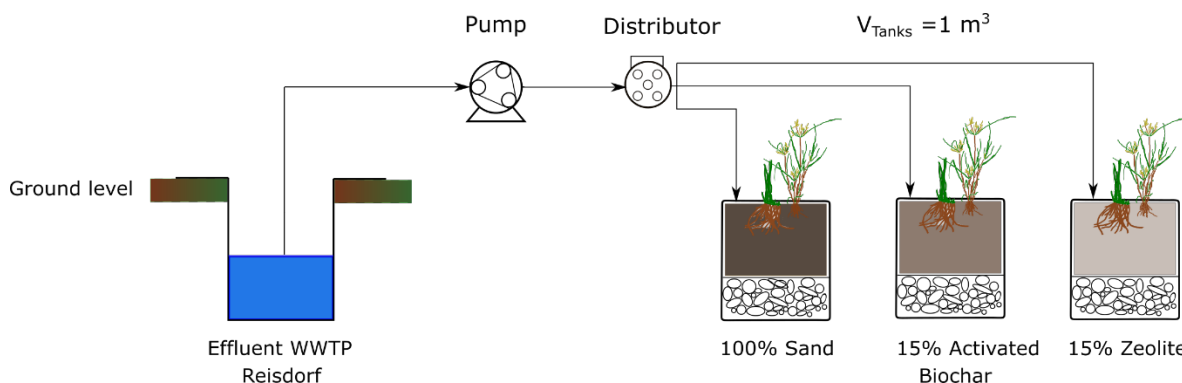 Pump
Distributor
V_Tanks =1 m³
Ground level
Effluent WWTP
Reisdorf
100% Sand
15% Activated
Biochar
15% Zeolite